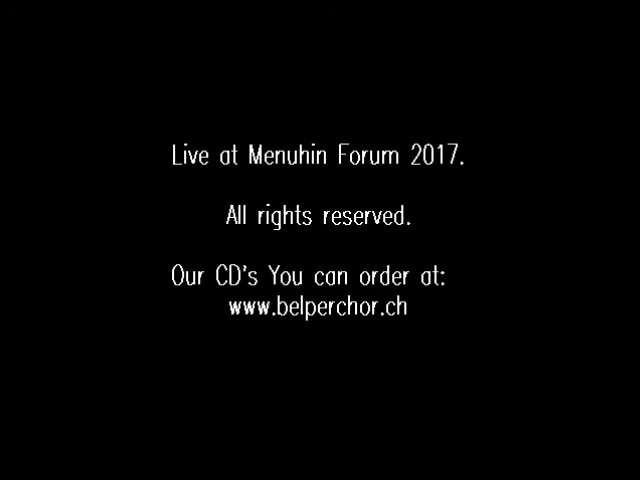 Live at Menuhin Forum 2017.
All rights reserved.
Our CD's You can order at:
www.belperchor.ch